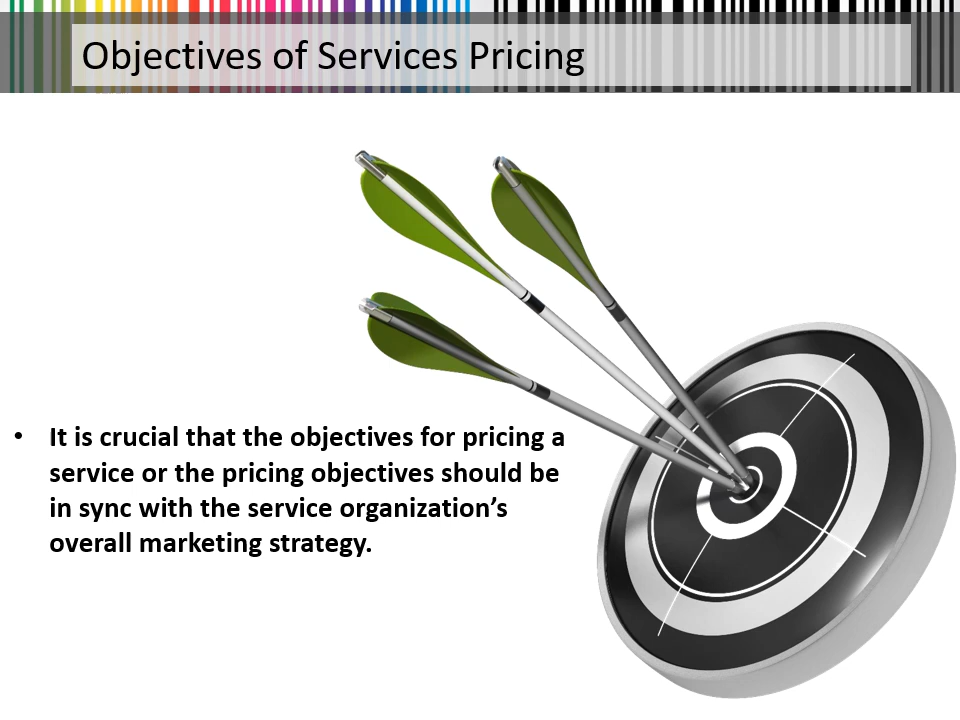 Objectives of Services Pricing
• It is crucial that the objectives for pricing a
service or the pricing objectives should be
in sync with the service organization’s
overall marketing strategy.